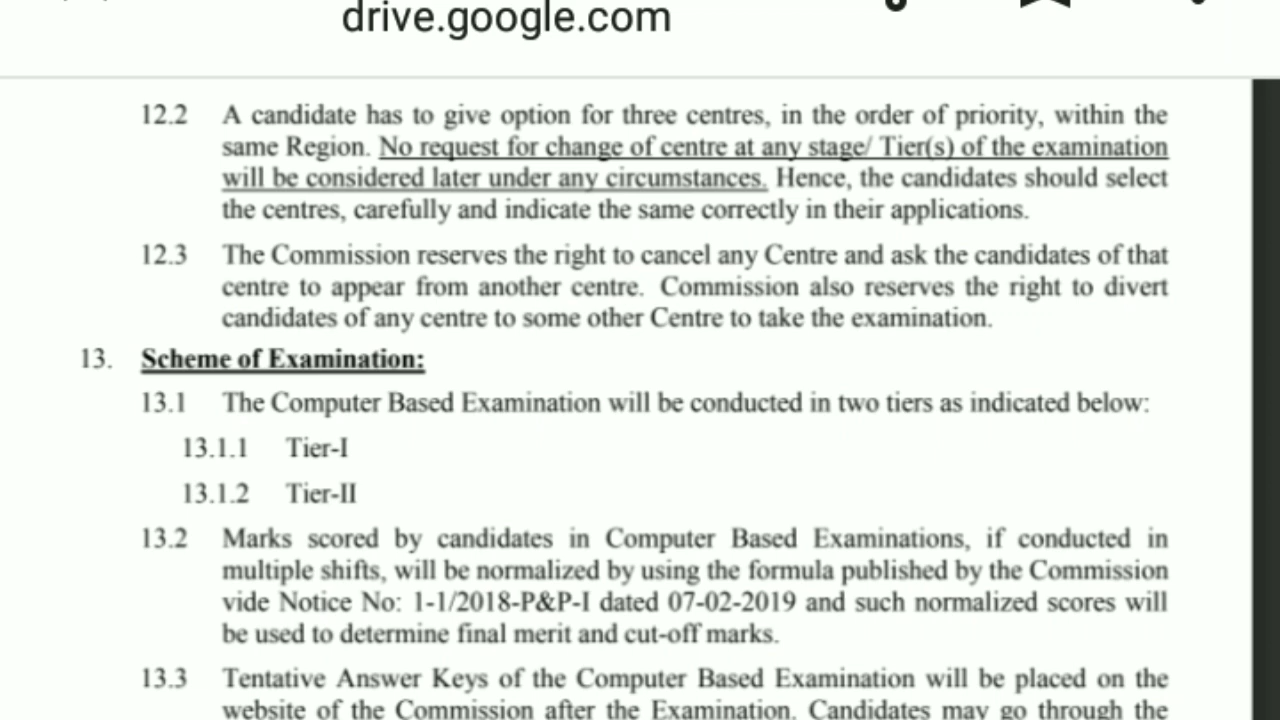 drive.google.com
12.2 A candidate has to give option for three centres, in the order of priority, within the
same Region. No request for change of centre at any stage/ Tier(s) of the examination
will be considered later under any circumstances. Hence, the candidates should select
the centres, carefully and indicate the same correctly in their applications.
12.3 The Commission reserves the right to cancel any Centre and ask the candidates of that
centre to appear from another centre. Commission also reserves the right to divert
candidates of any centre to some other Centre to take the examination.
13. Scheme of Examination:
13.1 The Computer Based Examination will be conducted in two tiers as indicated below:
13.1.1 Tier-I
13.1.2 Tier-II
13.2 Marks scored by candidates in Computer Based Examinations, if conducted in
multiple shifts, will be normalized by using the formula published by the Commission
vide Notice No: 1-1/2018-P&P-I dated 07-02-2019 and such normalized scores will
be used to determine final merit and cut-off marks.
13.3 Tentative Answer Keys of the Computer Based Examination will be placed on the
website of the Commission after the Examination. Candidates may go through the